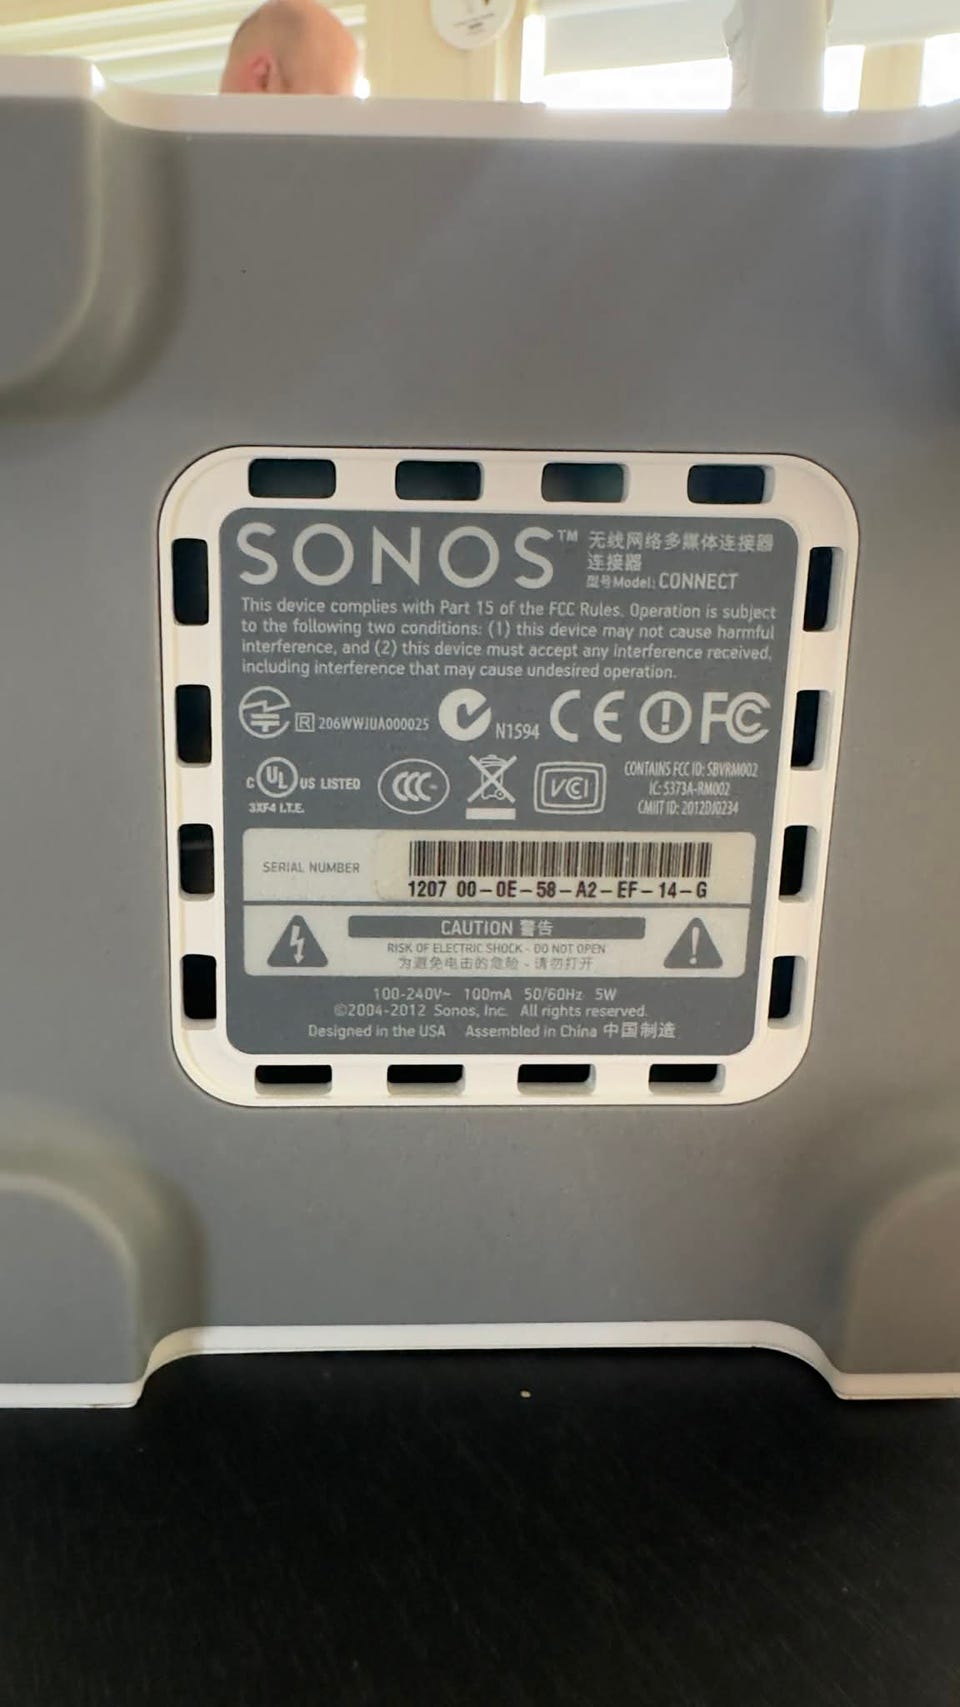 SONOS™ 无线网络多媒体连接器
连接器
型号Model: CONNECT
This device complies with Part 15 of the FCC Rules. Operation is subject
to the following two conditions: (1) this device may not cause harmful
interference, and (2) this device must accept any interference received,
including interference that may cause undesired operation.
R 206WWJUA000025 N1594 CE FC
C UL US LISTED
3XF4 I.T.E.
CCC
VCI
CONTAINS FCC ID: SBVRM002
IC: 5373A-RM002
CMIIT ID: 2012DJ0234
SERIAL NUMBER
1207 00-0E-58-A2-EF-14-G
CAUTION 警告
RISK OF ELECTRIC SHOCK - DO NOT OPEN
为避免电击的危险 - 请勿打开
100-240V~ 100mA 50/60Hz 5W
©2004-2012 Sonos, Inc. All rights reserved.
Designed in the USA Assembled in China 中国制造